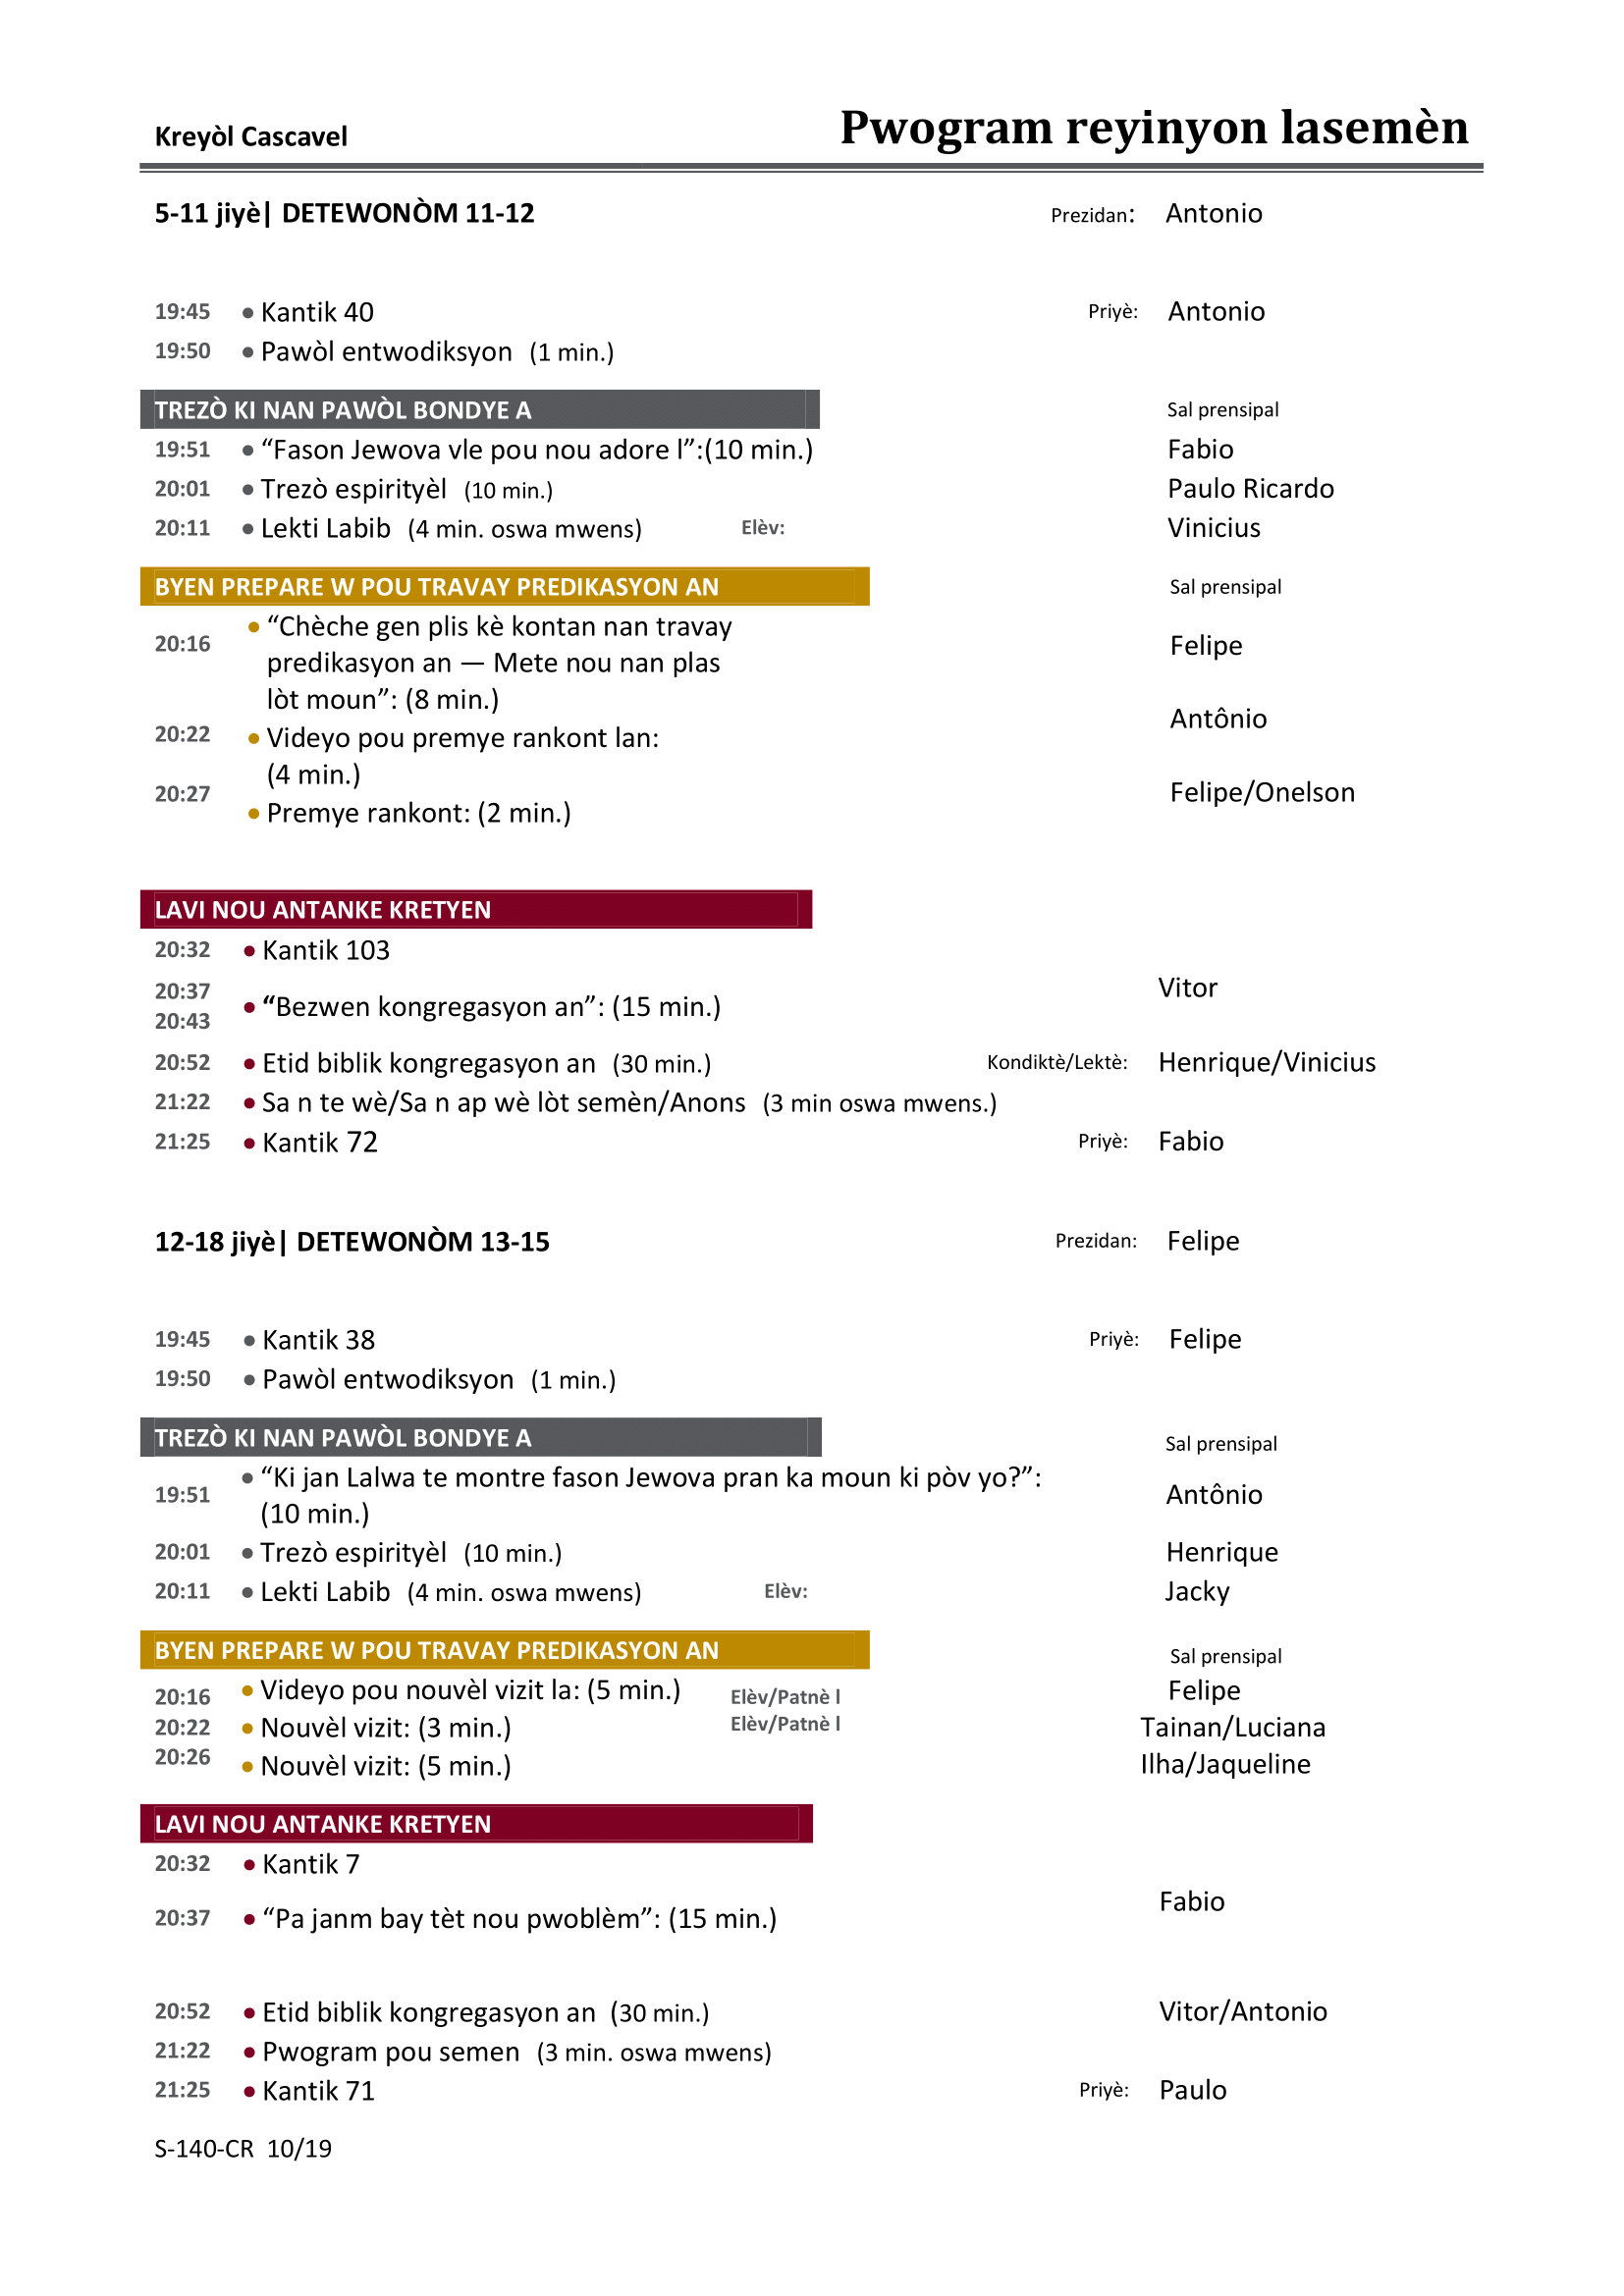 Kreyòl Cascavel Pwogram reyinyon lasemèn
5-11 jiyè| DETEWONÒM 11-12 Prezidan: Antonio
19:45 • Kantik 40 Priyè: Antonio
19:50 • Pawòl entwodiksyon (1 min.)
TREZÒ KI NAN PAWÒL BONDYE A Sal prensipal
19:51 • “Fason Jewova vle pou nou adore l”:(10 min.) Fabio
20:01 • Trezò espirityèl (10 min.) Paulo Ricardo
20:11 • Lekti Labib (4 min. oswa mwens) Elèv: Vinicius
BYEN PREPARE W POU TRAVAY PREDIKASYON AN Sal prensipal
• “Chèche gen plis kè kontan nan travay
20:16 predikasyon an — Mete nou nan plas Felipe
lòt moun”: (8 min.)
20:22 • Videyo pou premye rankont lan: Antônio
(4 min.)
20:27 • Premye rankont: (2 min.) Felipe/Onelson
LAVI NOU ANTANKE KRETYEN
20:32 • Kantik 103
20:37 Vitor
• “Bezwen kongregasyon an”: (15 min.)
20:43
20:52 • Etid biblik kongregasyon an (30 min.) Kondiktè/Lektè: Henrique/Vinicius
21:22 • Sa n te wè/Sa n ap wè lòt semèn/Anons (3 min oswa mwens.)
21:25 • Kantik 72 Priyè: Fabio
12-18 jiyè| DETEWONÒM 13-15 Prezidan: Felipe
19:45 • Kantik 38 Priyè: Felipe
19:50 • Pawòl entwodiksyon (1 min.)
TREZÒ KI NAN PAWÒL BONDYE A Sal prensipal
19:51 • “Ki jan Lalwa te montre fason Jewova pran ka moun ki pòv yo?”: Antônio
(10 min.)
20:01 • Trezò espirityèl (10 min.) Henrique
20:11 • Lekti Labib (4 min. oswa mwens) Elèv: Jacky
BYEN PREPARE W POU TRAVAY PREDIKASYON AN Sal prensipal
20:16 • Videyo pou nouvèl vizit la: (5 min.) Elèv/Patnè l Felipe
20:22 • Nouvèl vizit: (3 min.) Elèv/Patnè l Tainan/Luciana
20:26 • Nouvèl vizit: (5 min.) Ilha/Jaqueline
LAVI NOU ANTANKE KRETYEN
20:32 • Kantik 7
20:37 • “Pa janm bay tèt nou pwoblèm”: (15 min.) Fabio
20:52 • Etid biblik kongregasyon an (30 min.) Vitor/Antonio
21:22 • Pwogram pou semen (3 min. oswa mwens)
21:25 • Kantik 71 Priyè: Paulo
S-140-CR 10/19